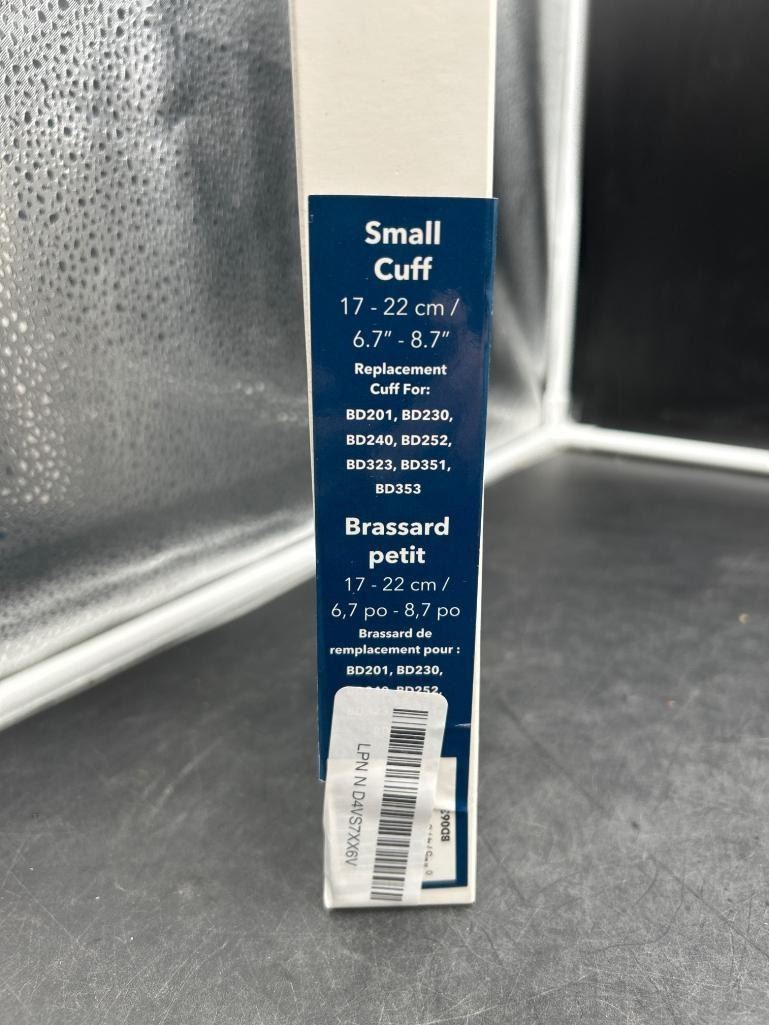 Small
Cuff
17 - 22 cm /
6.7" - 8.7"
Replacement
Cuff For:
BD201, BD230,
BD240, BD252,
BD323, BD351,
BD353
Brassard
petit
17 - 22 cm /
6,7 po - 8,7 po
Brassard de
remplacement pour :
BD201, BD230,
BD252,
LPN N D4VS7XX6V